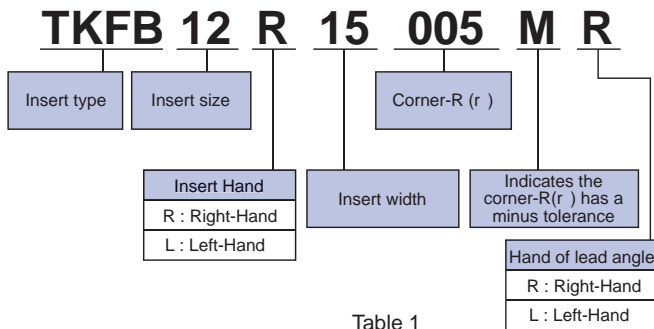 TKFB 12 R 15 005 M R
Insert type
Insert size
Corner-R (r )
Insert Hand
R : Right-Hand
L : Left-Hand
Insert width
Indicates the
corner-R(r ) has a
minus tolerance
Hand of lead angle
R : Right-Hand
L : Left-Hand
Table 1